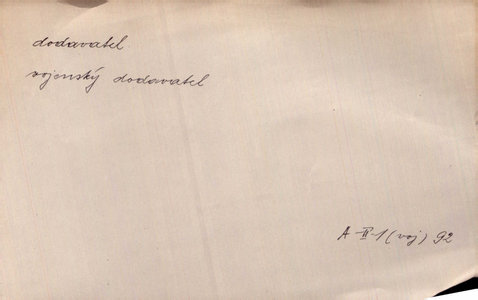 dodavatel
vojenský dodavatel
A-II-1 (voj) 92